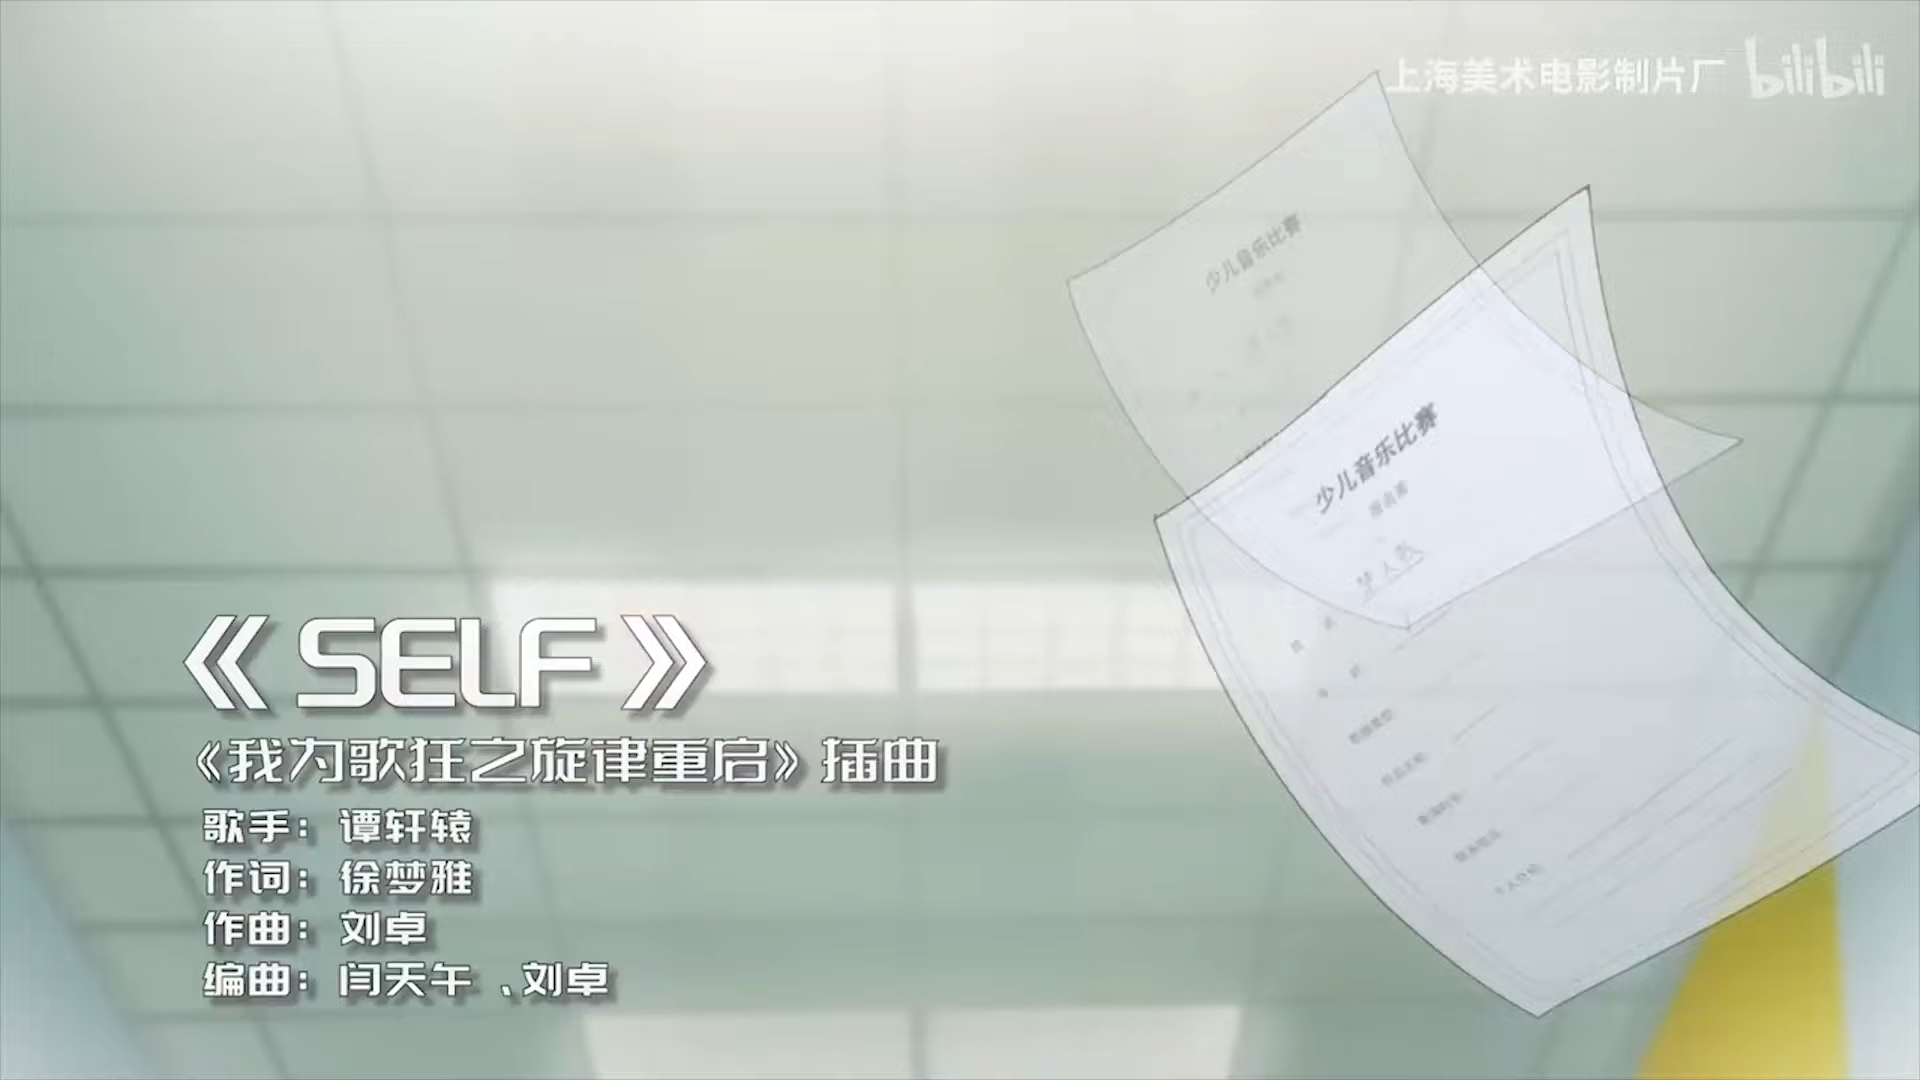 上海美术电影制片厂 bilibili
少儿音乐比赛
少儿音乐比赛
报名表
《SELF》
《我为歌狂之旋律重启》插曲
歌手：谭轩辕
作词：徐梦雅
作曲：刘卓
编曲：闫天午、刘卓